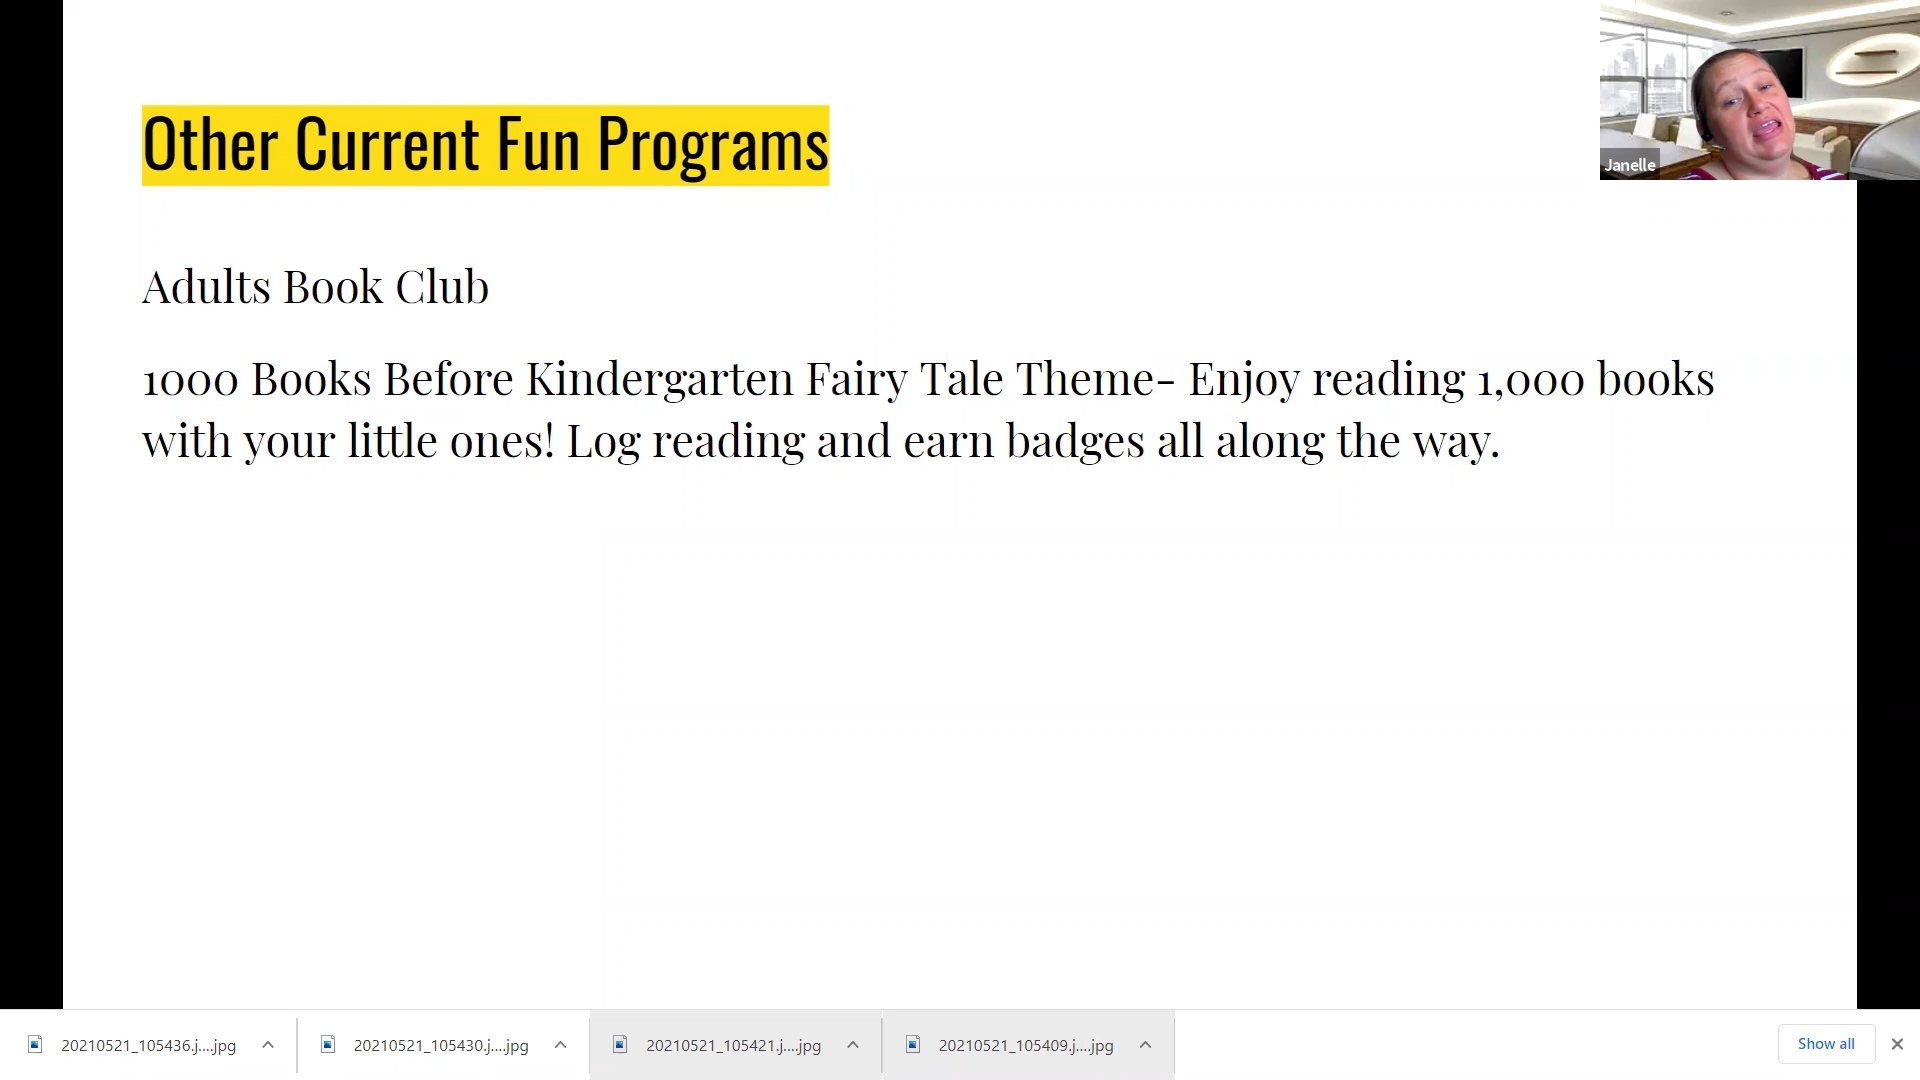 Other Current Fun Programs
Janelle
Adults Book Club
1000 Books Before Kindergarten Fairy Tale Theme- Enjoy reading 1,000 books
with your little ones! Log reading and earn badges all along the way.
20210521_105436.j....jpg
20210521_105430.j....jpg
20210521_105421.j....jpg
20210521_105409.j....jpg
Show all